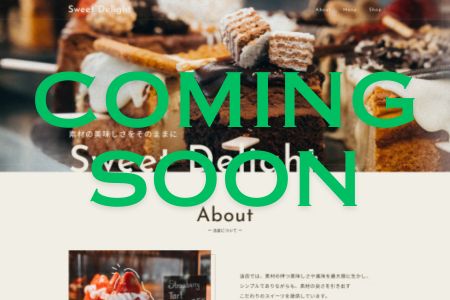 Sweet Delight
About Menu Shop
COMING
素材の美味しさをそのままに
Sweet Delight
SOON
About
ー 当店について ー
Strawberry
Tart
当店では、素材の持つ美味しさや風味を最大限に生かし、
シンプルでありながらも、素材の良さを引き出す
こだわりのスイーツを提供しています。